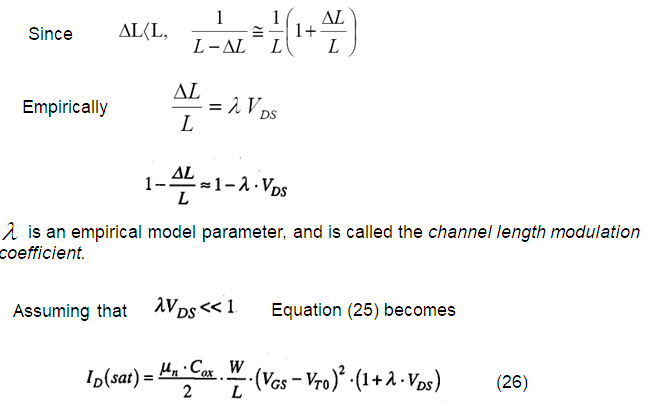 Since ΔL⟨L, 1/(L−ΔL) ≅ 1/L (1+ ΔL/L)
Empirically ΔL/L = λ V_DS
1− ΔL/L ≈ 1− λ · V_DS
λ is an empirical model parameter, and is called the channel length modulation
coefficient.
Assuming that λV_DS << 1 Equation (25) becomes
I_D(sat) = μ_n · C_ox / 2 · W/L · (V_GS − V_T0)² · (1+ λ · V_DS) (26)